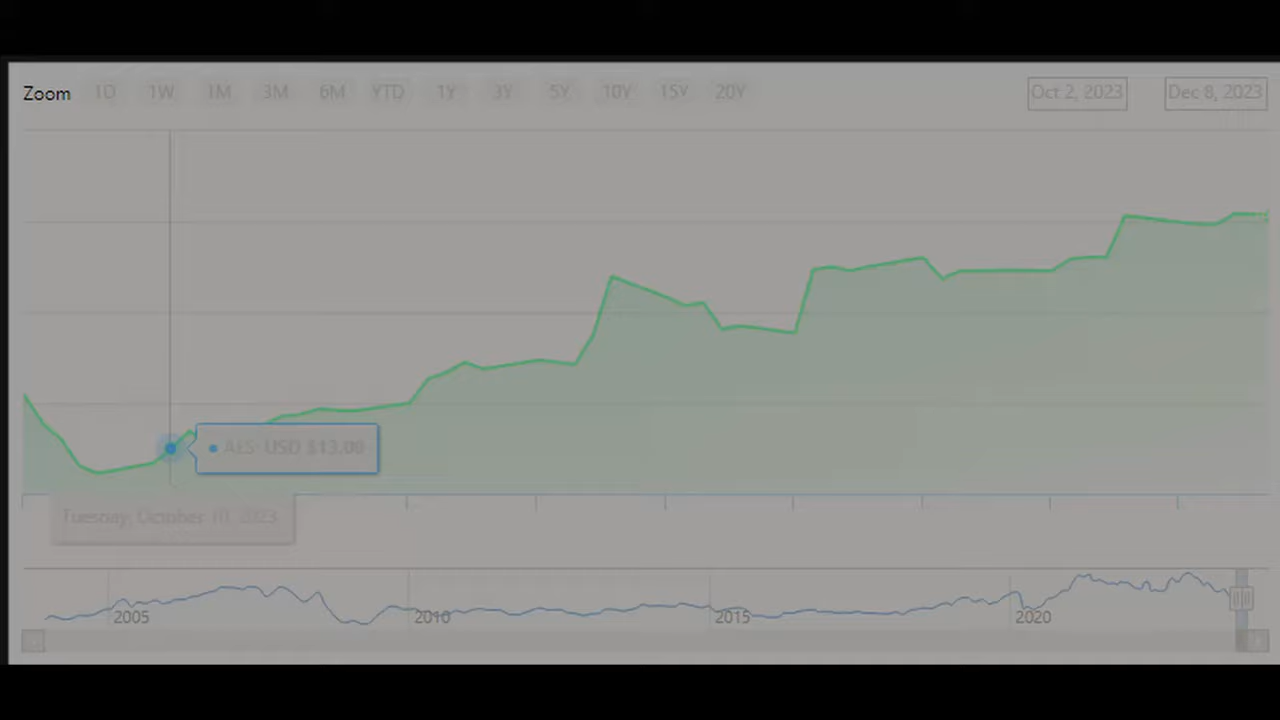 Zoom 1D 1W 1M 3M 6M YTD 1Y 3Y 5Y 10Y 15Y 20Y Oct 2, 2023 Dec 8, 2023
AES USD $13.00
Tuesday, October 10, 2023
2005 2010 2015 2020